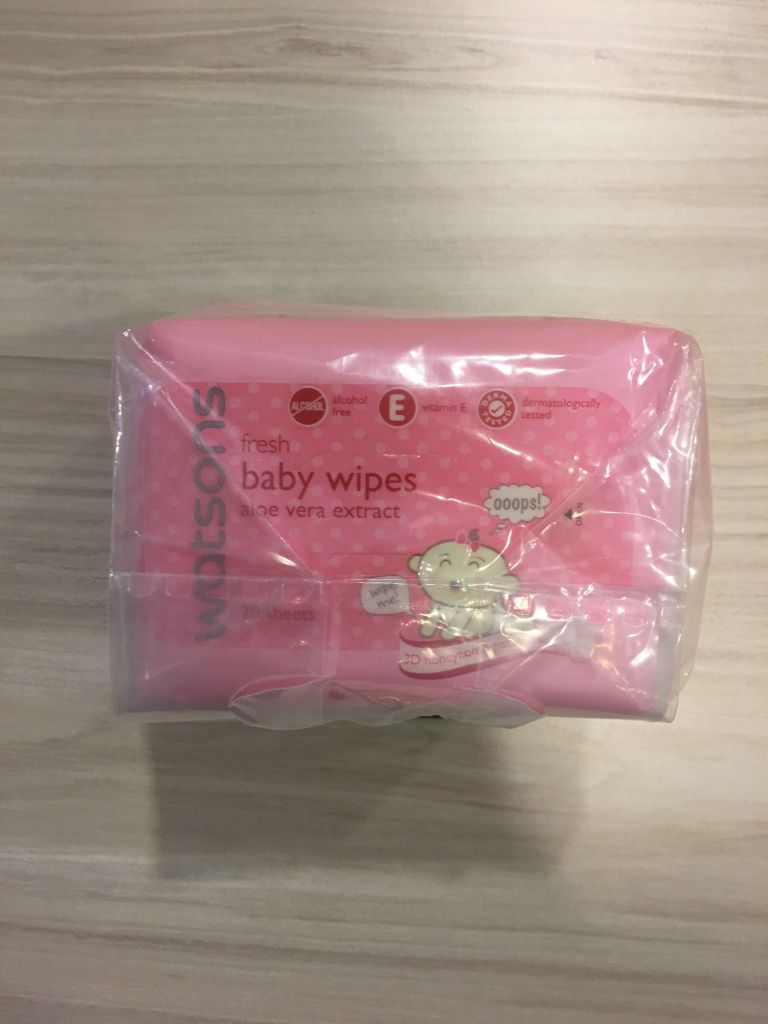 ALCOHOL
alcohol
free
E
vitamin E
DERMA
TESTED
dermatologically
tested
watsons
fresh
baby wipes
aloe vera extract
ooops!
OPEN
wipe
me!
20 sheets
3D honeycomb